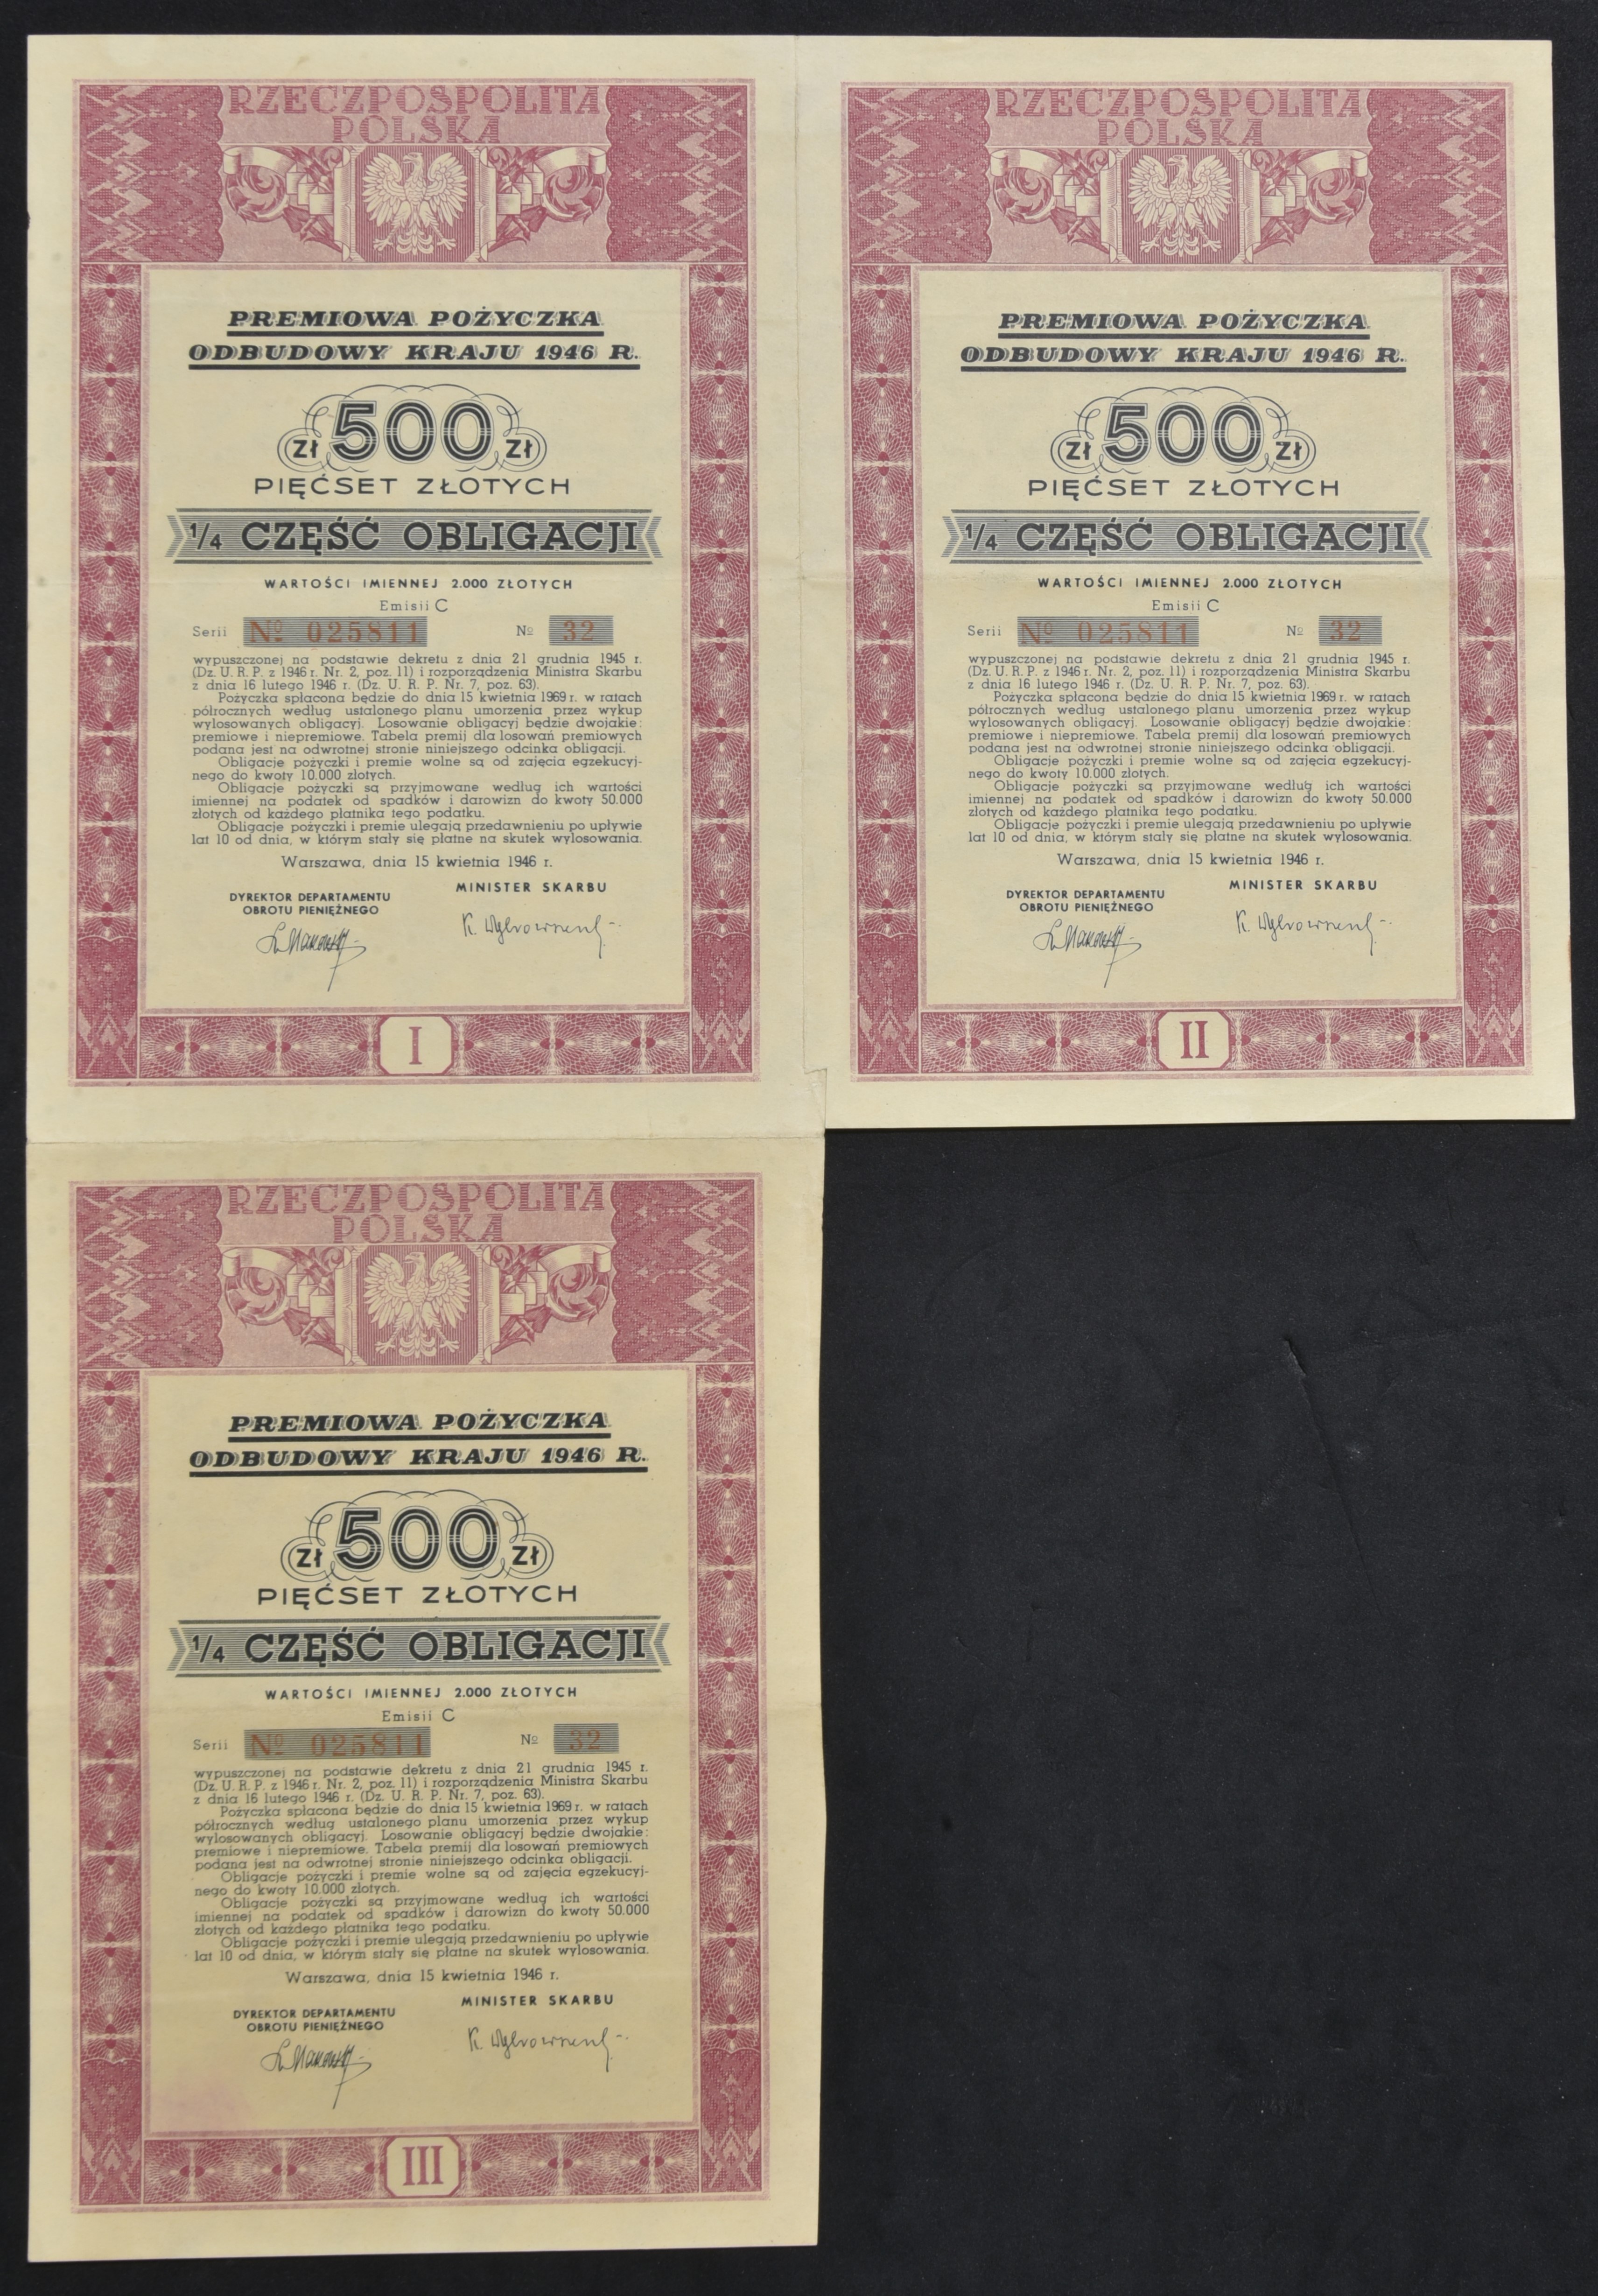 RZECZPOSPOLITA
POLSKA
PREMIOWA POŻYCZKA
ODBUDOWY KRAJU 1946 R.
ZŁ 500 ZŁ
PIĘĆSET ZŁOTYCH
1/4 CZĘŚĆ OBLIGACJI
WARTOŚCI IMIENNEJ 2.000 ZŁOTYCH
Emisji C
Serii Nº 025811 Nº 32
wypuszczonej na podstawie dekretu z dnia 21 grudnia 1945 r.
(Dz. U. R. P. z 1946 r. Nr. 2, poz. 11) i rozporządzenia Ministra Skarbu
z dnia 16 lutego 1946 r. (Dz. U. R. P. Nr. 7, poz. 63).
Pożyczka spłacona będzie do dnia 15 kwietnia 1969 r. w ratach
półrocznych według ustalonego planu umorzenia przez wykup
wylosowanych obligacyj. Losowanie obligacyj będzie dwojakie:
premiowe i niepremiowe. Tabela premij dla losowań premiowych
podana jest na odwrotnej stronie niniejszego odcinka obligacji.
Obligacje pożyczki i premie wolne są od zajęcia egzekucyj-
nego do kwoty 10.000 złotych.
Obligacje pożyczki są przyjmowane według ich wartości
imiennej na podatek od spadków i darowizn do kwoty 50.000
złotych od każdego płatnika tego podatku.
Obligacje pożyczki i premie ulegają przedawnieniu po upływie
lat 10 od dnia, w którym stały się płatne na skutek wylosowania.
Warszawa, dnia 15 kwietnia 1946 r.
DYREKTOR DEPARTAMENTU
OBROTU PIENIĘŻNEGO
MINISTER SKARBU
I
RZECZPOSPOLITA
POLSKA
PREMIOWA POŻYCZKA
ODBUDOWY KRAJU 1946 R.
ZŁ 500 ZŁ
PIĘĆSET ZŁOTYCH
1/4 CZĘŚĆ OBLIGACJI
WARTOŚCI IMIENNEJ 2.000 ZŁOTYCH
Emisji C
Serii Nº 025811 Nº 32
wypuszczonej na podstawie dekretu z dnia 21 grudnia 1945 r.
(Dz. U. R. P. z 1946 r. Nr. 2, poz. 11) i rozporządzenia Ministra Skarbu
z dnia 16 lutego 1946 r. (Dz. U. R. P. Nr. 7, poz. 63).
Pożyczka spłacona będzie do dnia 15 kwietnia 1969 r. w ratach
półrocznych według ustalonego planu umorzenia przez wykup
wylosowanych obligacyj. Losowanie obligacyj będzie dwojakie:
premiowe i niepremiowe. Tabela premij dla losowań premiowych
podana jest na odwrotnej stronie niniejszego odcinka obligacji.
Obligacje pożyczki i premie wolne są od zajęcia egzekucyj-
nego do kwoty 10.000 złotych.
Obligacje pożyczki są przyjmowane według ich wartości
imiennej na podatek od spadków i darowizn do kwoty 50.000
złotych od każdego płatnika tego podatku.
Obligacje pożyczki i premie ulegają przedawnieniu po upływie
lat 10 od dnia, w którym stały się płatne na skutek wylosowania.
Warszawa, dnia 15 kwietnia 1946 r.
DYREKTOR DEPARTAMENTU
OBROTU PIENIĘŻNEGO
MINISTER SKARBU
II
RZECZPOSPOLITA
POLSKA
PREMIOWA POŻYCZKA
ODBUDOWY KRAJU 1946 R.
ZŁ 500 ZŁ
PIĘĆSET ZŁOTYCH
1/4 CZĘŚĆ OBLIGACJI
WARTOŚCI IMIENNEJ 2.000 ZŁOTYCH
Emisji C
Serii Nº 025811 Nº 32
wypuszczonej na podstawie dekretu z dnia 21 grudnia 1945 r.
(Dz. U. R. P. z 1946 r. Nr. 2, poz. 11) i rozporządzenia Ministra Skarbu
z dnia 16 lutego 1946 r. (Dz. U. R. P. Nr. 7, poz. 63).
Pożyczka spłacona będzie do dnia 15 kwietnia 1969 r. w ratach
półrocznych według ustalonego planu umorzenia przez wykup
wylosowanych obligacyj. Losowanie obligacyj będzie dwojakie:
premiowe i niepremiowe. Tabela premij dla losowań premiowych
podana jest na odwrotnej stronie niniejszego odcinka obligacji.
Obligacje pożyczki i premie wolne są od zajęcia egzekucyj-
nego do kwoty 10.000 złotych.
Obligacje pożyczki są przyjmowane według ich wartości
imiennej na podatek od spadków i darowizn do kwoty 50.000
złotych od każdego płatnika tego podatku.
Obligacje pożyczki i premie ulegają przedawnieniu po upływie
lat 10 od dnia, w którym stały się płatne na skutek wylosowania.
Warszawa, dnia 15 kwietnia 1946 r.
DYREKTOR DEPARTAMENTU
OBROTU PIENIĘŻNEGO
MINISTER SKARBU
III